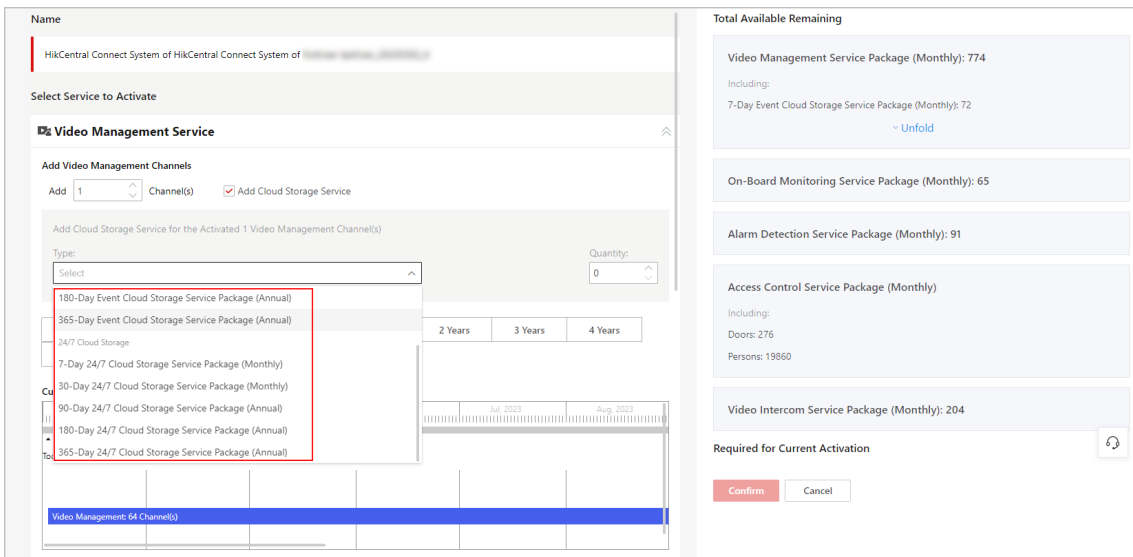 Name
HikCentral Connect System of HikCentral Connect System of
Select Service to Activate
Video Management Service
Add Video Management Channels
Add 1 Channel(s) Add Cloud Storage Service
Add Cloud Storage Service for the Activated 1 Video Management Channel(s)
Type: Quantity:
Select 0
180-Day Event Cloud Storage Service Package (Annual)
365-Day Event Cloud Storage Service Package (Annual)
24/7 Cloud Storage
7-Day 24/7 Cloud Storage Service Package (Monthly)
30-Day 24/7 Cloud Storage Service Package (Monthly)
90-Day 24/7 Cloud Storage Service Package (Annual)
180-Day 24/7 Cloud Storage Service Package (Annual)
365-Day 24/7 Cloud Storage Service Package (Annual)
2 Years 3 Years 4 Years
Cu
Jul, 2023 Aug, 2023
Video Management: 64 Channel(s)
Total Available Remaining
Video Management Service Package (Monthly): 774
Including:
7-Day Event Cloud Storage Service Package (Monthly): 72
Unfold
On-Board Monitoring Service Package (Monthly): 65
Alarm Detection Service Package (Monthly): 91
Access Control Service Package (Monthly)
Including:
Doors: 276
Persons: 19860
Video Intercom Service Package (Monthly): 204
Required for Current Activation
Confirm Cancel